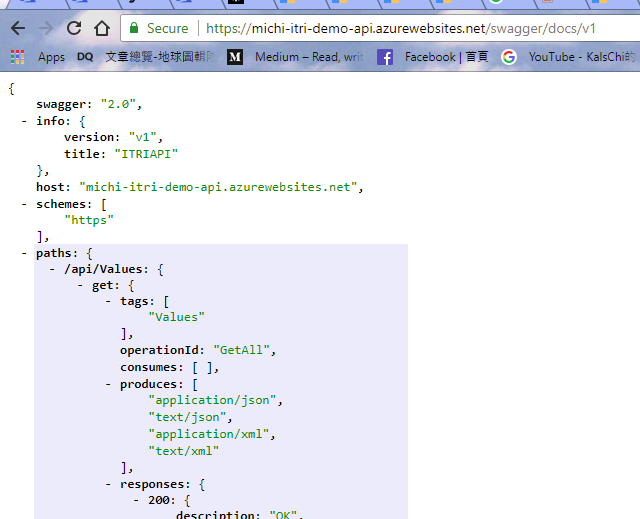 Secure https://michi-itri-demo-api.azurewebsites.net/swagger/docs/v1
Apps DQ 文章總覽-地球圖輯 Medium – Read, writ Facebook | 首頁 YouTube - KalsChi的
{
swagger: "2.0",
- info: {
version: "v1",
title: "ITRIAPI"
},
host: "michi-itri-demo-api.azurewebsites.net",
- schemes: [
"https"
],
- paths: {
- /api/Values: {
- get: {
- tags: [
"Values"
],
operationId: "GetAll",
consumes: [ ],
- produces: [
"application/json",
"text/json",
"application/xml",
"text/xml"
],
- responses: {
- 200: {
description: "OK",